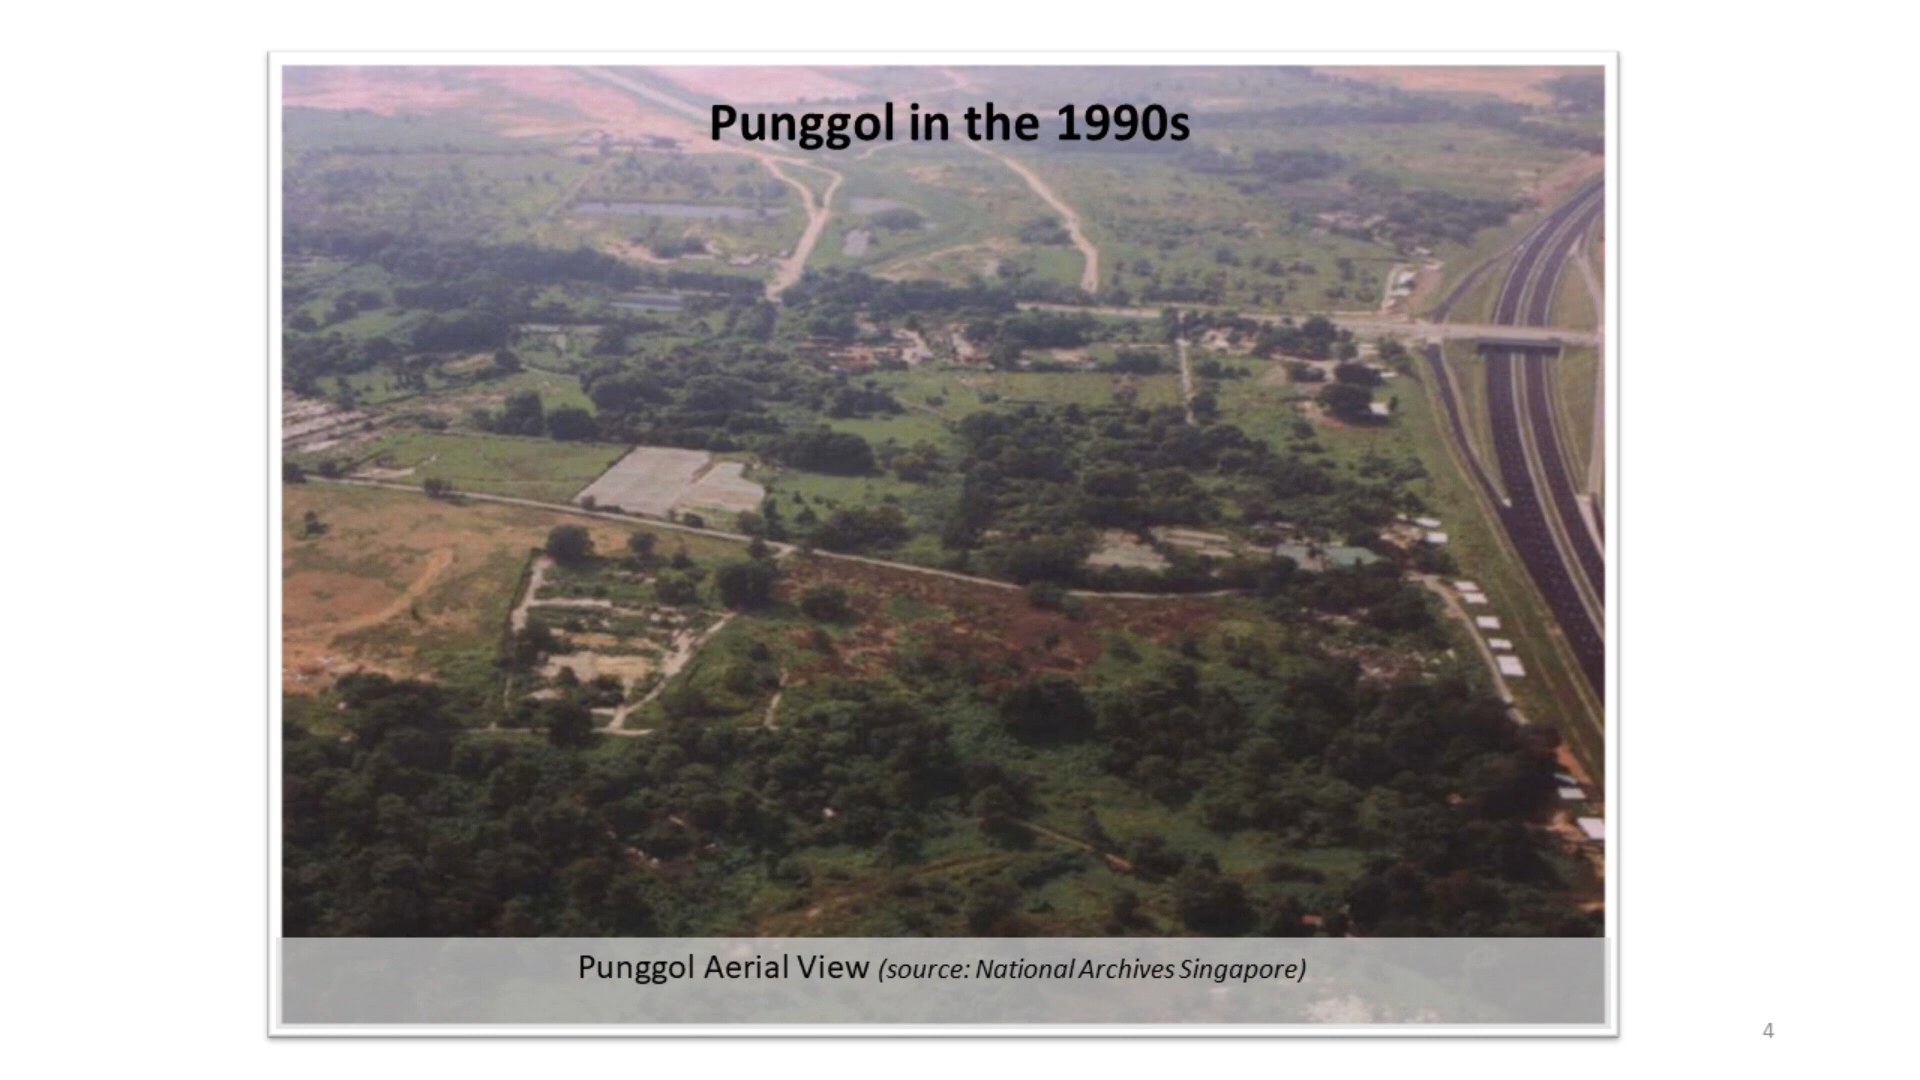 Punggol in the 1990s
Punggol Aerial View (source: National Archives Singapore)
4